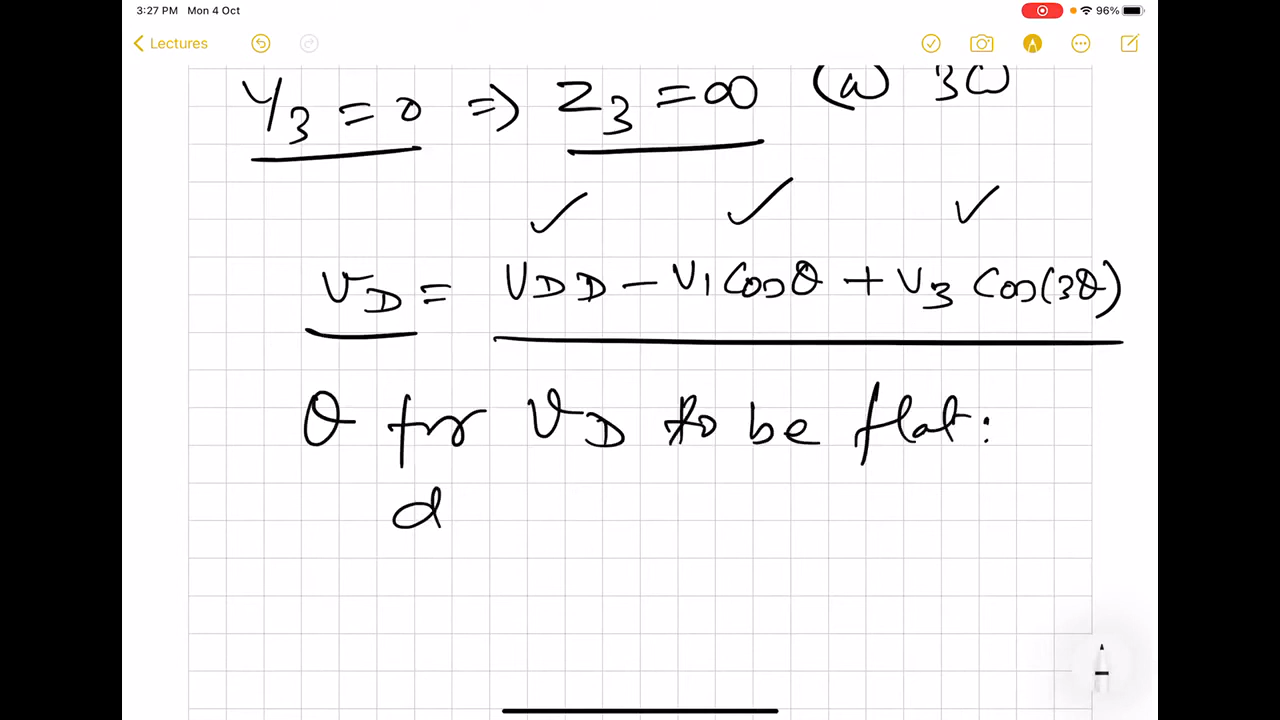 3:27 PM Mon 4 Oct
96%
Lectures
Y3 = 0 => Z3 = ∞ @ 3ω
VD = VDD - V1 Cosθ + V3 Cos(3θ)
θ for VD to be flat:
d